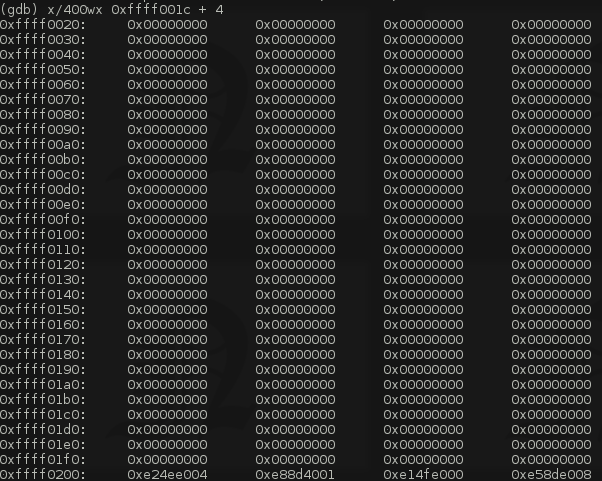 (gdb) x/400wx 0xffff001c + 4
0xffff0020: 0x00000000 0x00000000 0x00000000 0x00000000
0xffff0030: 0x00000000 0x00000000 0x00000000 0x00000000
0xffff0040: 0x00000000 0x00000000 0x00000000 0x00000000
0xffff0050: 0x00000000 0x00000000 0x00000000 0x00000000
0xffff0060: 0x00000000 0x00000000 0x00000000 0x00000000
0xffff0070: 0x00000000 0x00000000 0x00000000 0x00000000
0xffff0080: 0x00000000 0x00000000 0x00000000 0x00000000
0xffff0090: 0x00000000 0x00000000 0x00000000 0x00000000
0xffff00a0: 0x00000000 0x00000000 0x00000000 0x00000000
0xffff00b0: 0x00000000 0x00000000 0x00000000 0x00000000
0xffff00c0: 0x00000000 0x00000000 0x00000000 0x00000000
0xffff00d0: 0x00000000 0x00000000 0x00000000 0x00000000
0xffff00e0: 0x00000000 0x00000000 0x00000000 0x00000000
0xffff00f0: 0x00000000 0x00000000 0x00000000 0x00000000
0xffff0100: 0x00000000 0x00000000 0x00000000 0x00000000
0xffff0110: 0x00000000 0x00000000 0x00000000 0x00000000
0xffff0120: 0x00000000 0x00000000 0x00000000 0x00000000
0xffff0130: 0x00000000 0x00000000 0x00000000 0x00000000
0xffff0140: 0x00000000 0x00000000 0x00000000 0x00000000
0xffff0150: 0x00000000 0x00000000 0x00000000 0x00000000
0xffff0160: 0x00000000 0x00000000 0x00000000 0x00000000
0xffff0170: 0x00000000 0x00000000 0x00000000 0x00000000
0xffff0180: 0x00000000 0x00000000 0x00000000 0x00000000
0xffff0190: 0x00000000 0x00000000 0x00000000 0x00000000
0xffff01a0: 0x00000000 0x00000000 0x00000000 0x00000000
0xffff01b0: 0x00000000 0x00000000 0x00000000 0x00000000
0xffff01c0: 0x00000000 0x00000000 0x00000000 0x00000000
0xffff01d0: 0x00000000 0x00000000 0x00000000 0x00000000
0xffff01e0: 0x00000000 0x00000000 0x00000000 0x00000000
0xffff01f0: 0x00000000 0x00000000 0x00000000 0x00000000
0xffff0200: 0xe24ee004 0xe88d4001 0xe14fe000 0xe58de008